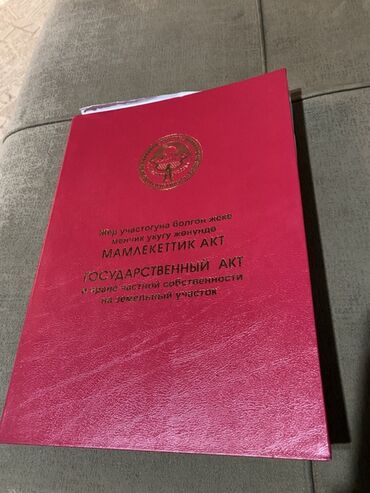 Жер участогуна болгон жеке
менчик укугу жөнүндө
МАМЛЕКЕТТИК АКТ
ГОСУДАРСТВЕННЫЙ АКТ
о праве частной собственности
на земельный участок